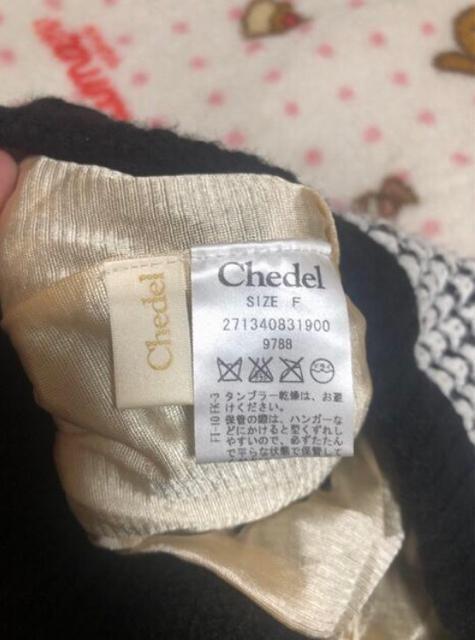 Chedel
Chedel
SIZE F
271340831900
9788
タンブラー乾燥は、お避
けください。
保管の際は、ハンガーな
どにかけると型くずれし
やすいので、必ずたたん
で平らな状態で保管して